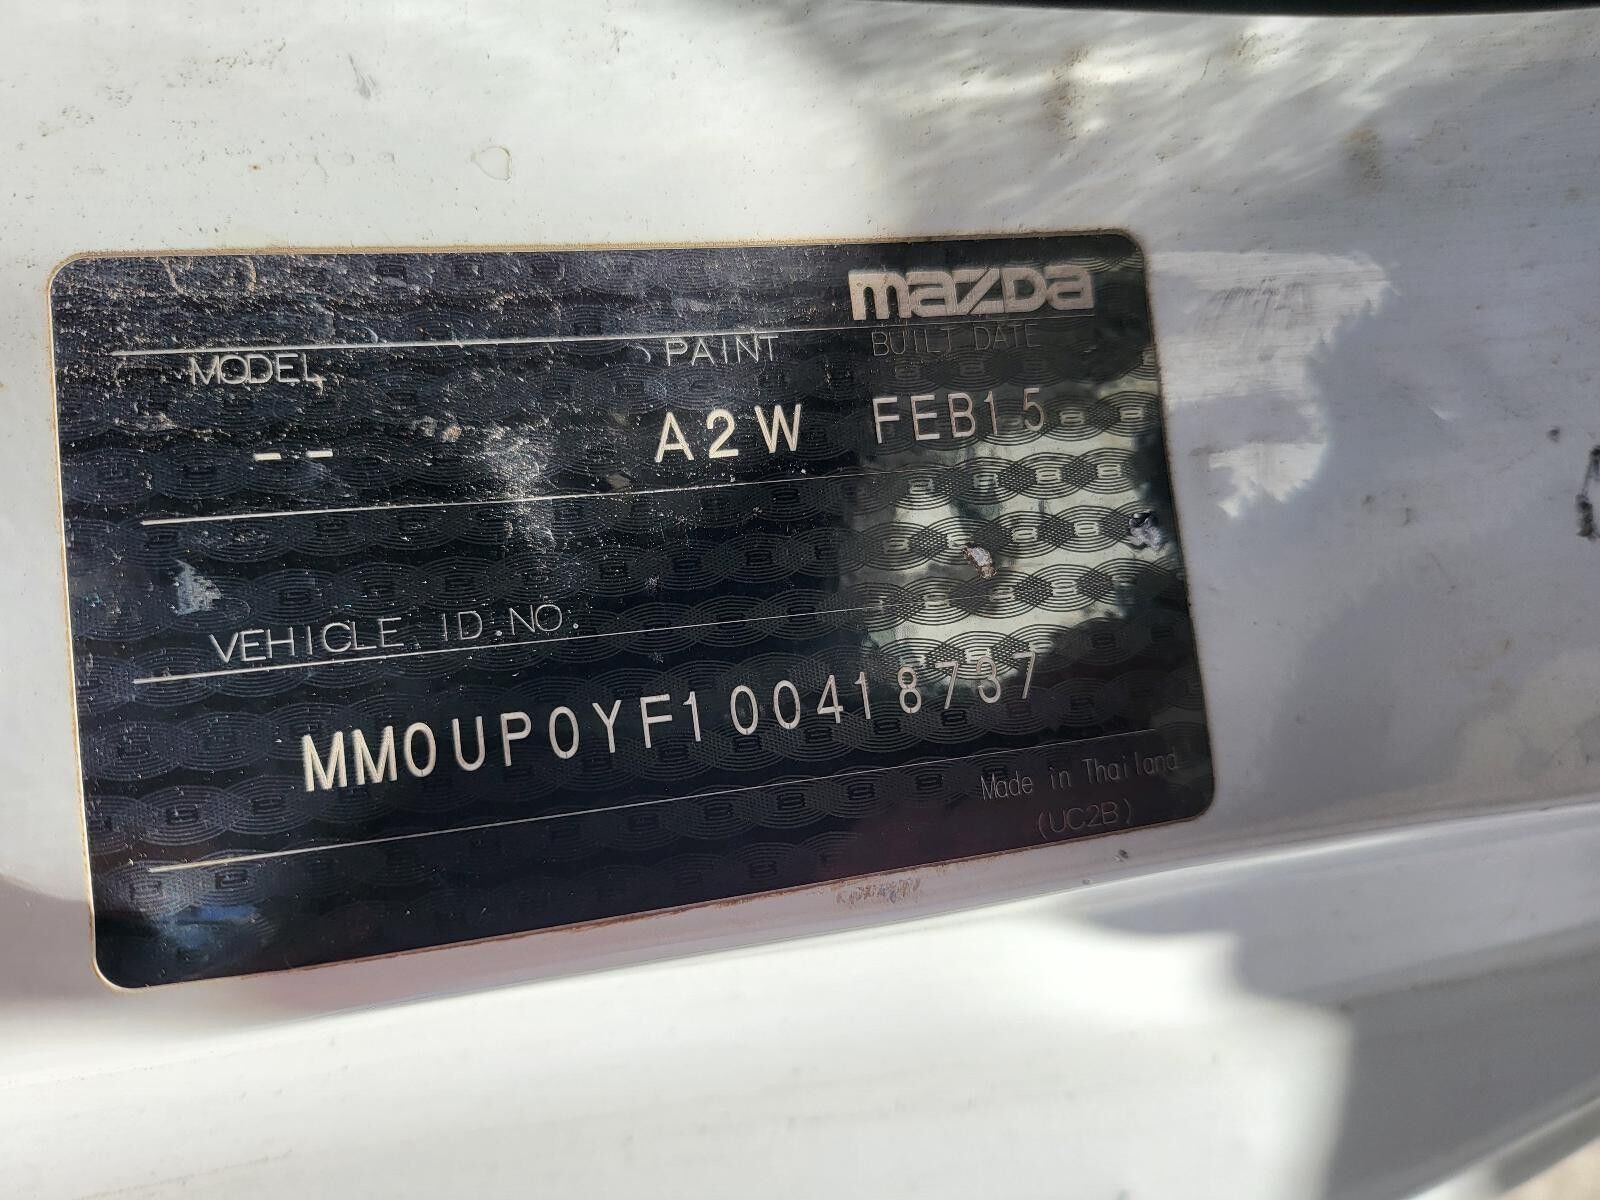 mazda
MODEL PAINT BUILT DATE
-- A2W FEB15
VEHICLE ID.NO.
MM0UP0YF100418737
Made in Thailand
(UC2B)